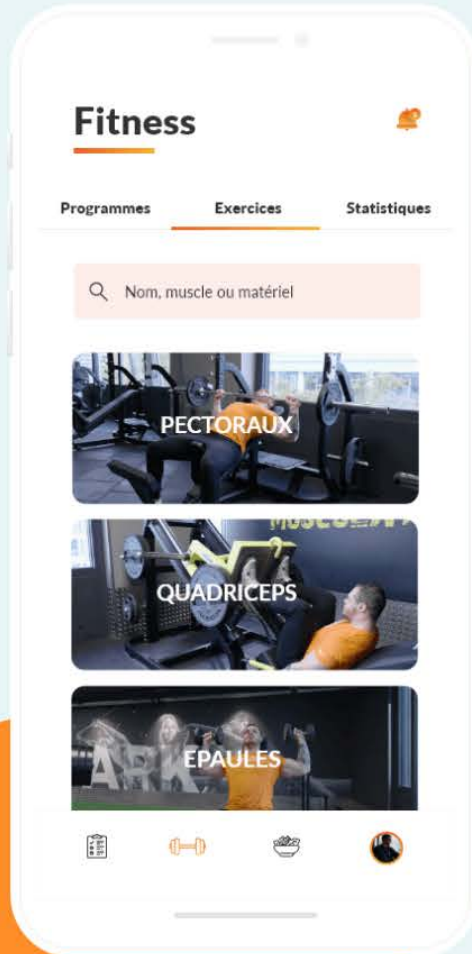 Fitness
Programmes Exercices Statistiques
Nom, muscle ou matériel
PECTORAUX
QUADRICEPS
EPAULES